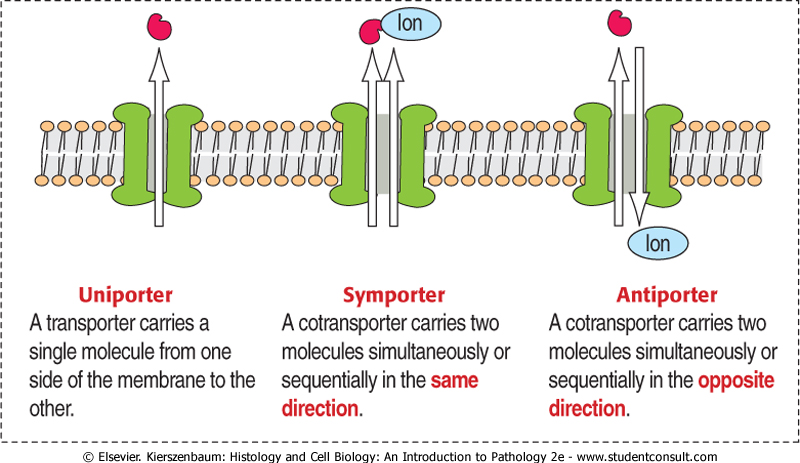 Ion
Ion
Uniporter
A transporter carries a
single molecule from one
side of the membrane to the
other.
Symporter
A cotransporter carries two
molecules simultaneously or
sequentially in the same
direction.
Antiporter
A cotransporter carries two
molecules simultaneously or
sequentially in the opposite
direction.
© Elsevier. Kierszenbaum: Histology and Cell Biology: An Introduction to Pathology 2e - www.studentconsult.com